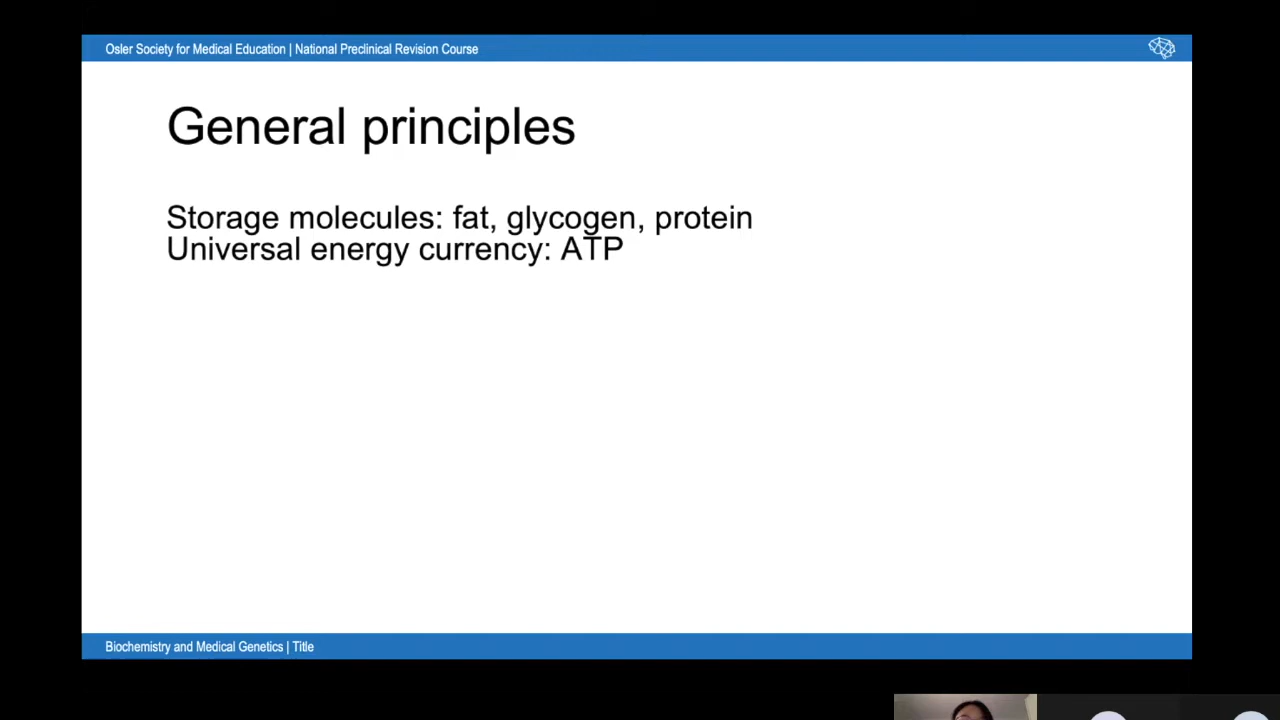 Osler Society for Medical Education | National Preclinical Revision Course
General principles
Storage molecules: fat, glycogen, protein
Universal energy currency: ATP
Biochemistry and Medical Genetics | Title